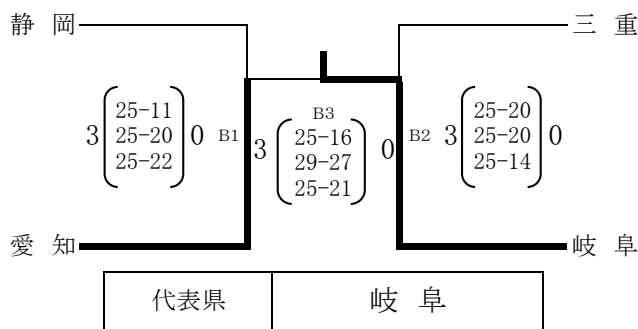 静 岡 三 重
25-11 25-20
B3
3 25-20 0 B1 3 25-16 0 B2 3 25-20 0
25-22 29-27 25-14
25-21
愛 知 岐 阜
代表県 岐 阜